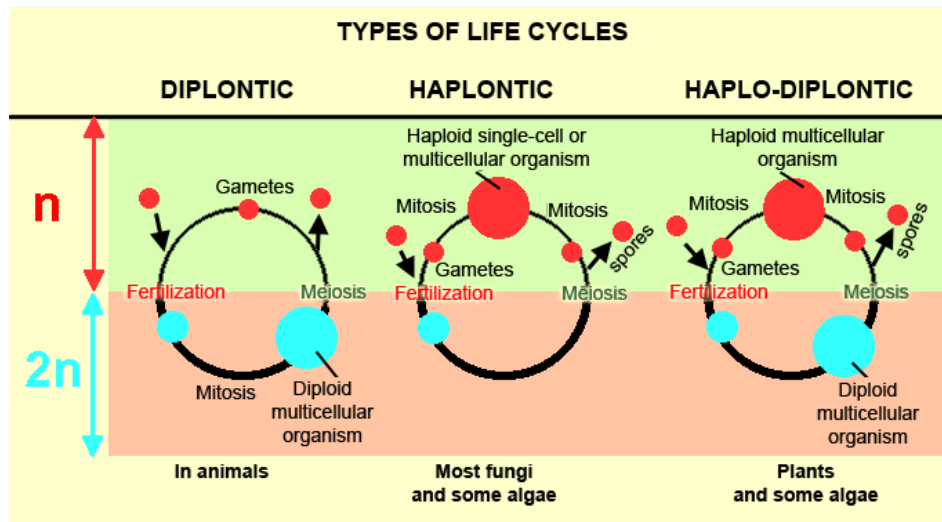 TYPES OF LIFE CYCLES
DIPLONTIC
HAPLONTIC
HAPLO-DIPLONTIC
n
2n
Gametes
Fertilization
Meiosis
Mitosis
Diploid
multicellular
organism
In animals
Haploid single-cell or
multicellular organism
Mitosis
Mitosis
Gametes
spores
Fertilization
Meiosis
Most fungi
and some algae
Haploid multicellular
organism
Mitosis
Mitosis
Gametes
spores
Fertilization
Meiosis
Diploid
multicellular
organism
Plants
and some algae